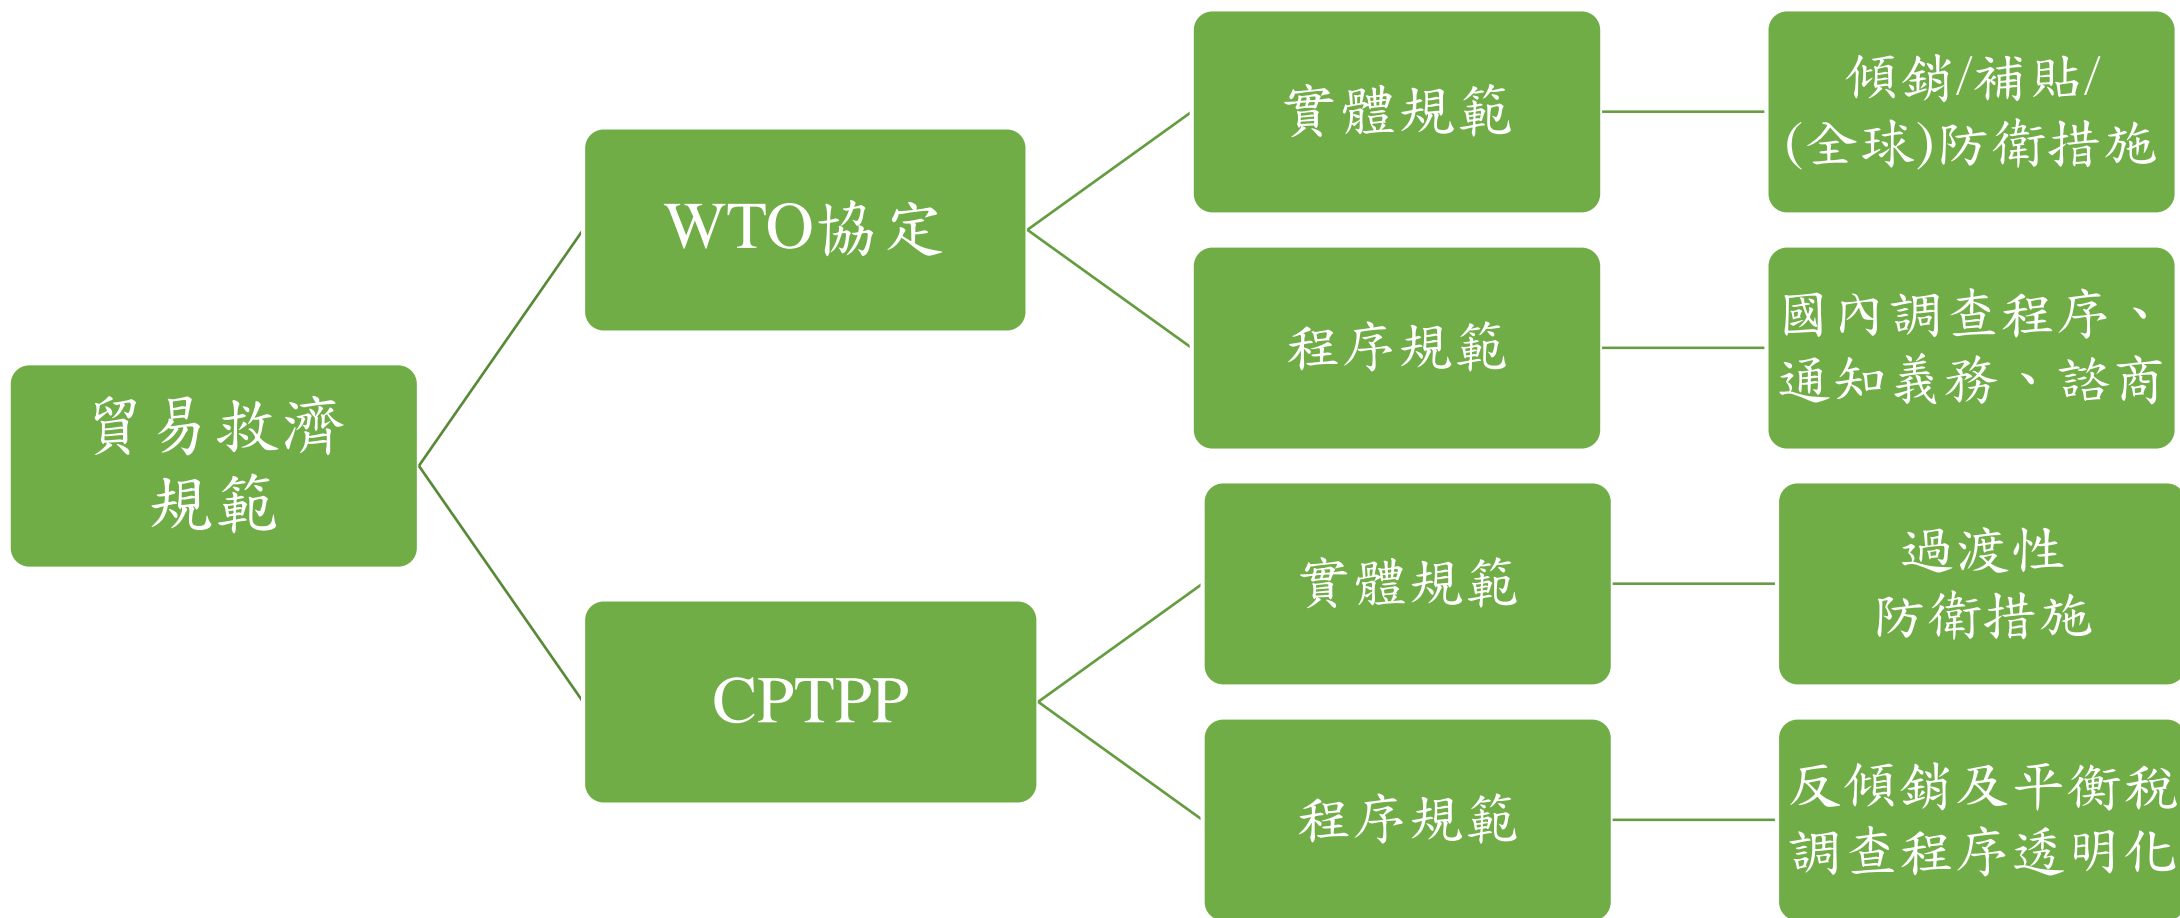 貿易救濟
規範
WTO協定
實體規範
傾銷/補貼/
(全球)防衛措施
程序規範
國內調查程序、
通知義務、諮商
CPTPP
實體規範
過渡性
防衛措施
程序規範
反傾銷及平衡稅
調查程序透明化